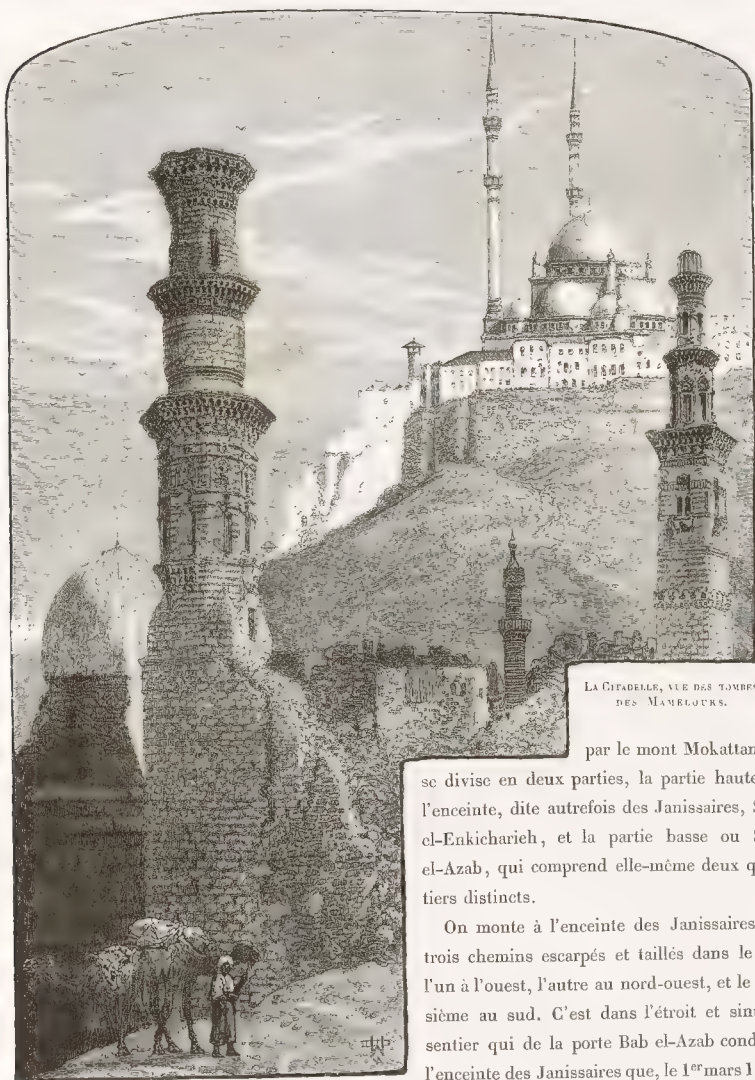 LA CITADELLE, VUE DES TOMBES
DES MAMELOUKS.
par le mont Mokattan
se divise en deux parties, la partie haute
l'enceinte, dite autrefois des Janissaires,
el-Enkicharieh, et la partie basse ou
el-Azab, qui comprend elle-même deux q
tiers distincts.
On monte à l'enceinte des Janissaires
trois chemins escarpés et taillés dans le
l'un à l'ouest, l'autre au nord-ouest, et le
sième au sud. C'est dans l'étroit et sin
sentier qui de la porte Bab el-Azab cond
l'enceinte des Janissaires que, le 1er mars 1